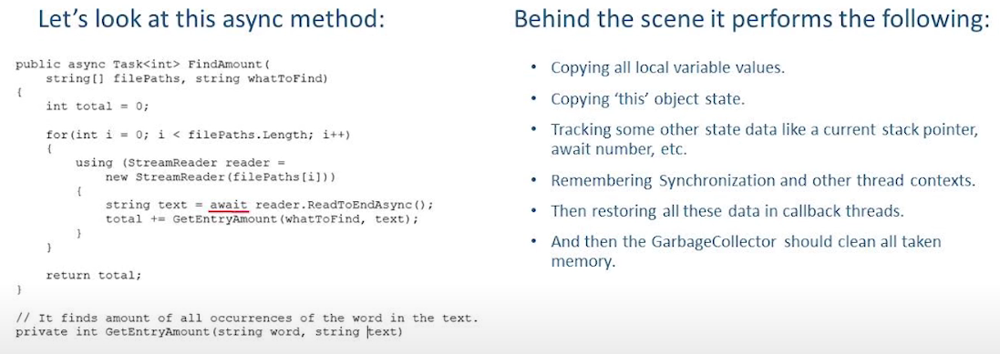 Let's look at this async method:
public async Task<int> FindAmount(
string[] filePaths, string whatToFind)
{
int total = 0;
for(int i = 0; i < filePaths.Length; i++)
{
using (StreamReader reader =
new StreamReader(filePaths[i]))
{
string text = await reader.ReadToEndAsync();
total += GetEntryAmount(whatToFind, text);
}
}
return total;
}
// It finds amount of all occurrences of the word in the text.
private int GetEntryAmount(string word, string text)
Behind the scene it performs the following:
• Copying all local variable values.
• Copying 'this' object state.
• Tracking some other state data like a current stack pointer,
await number, etc.
• Remembering Synchronization and other thread contexts.
• Then restoring all these data in callback threads.
• And then the GarbageCollector should clean all taken
memory.